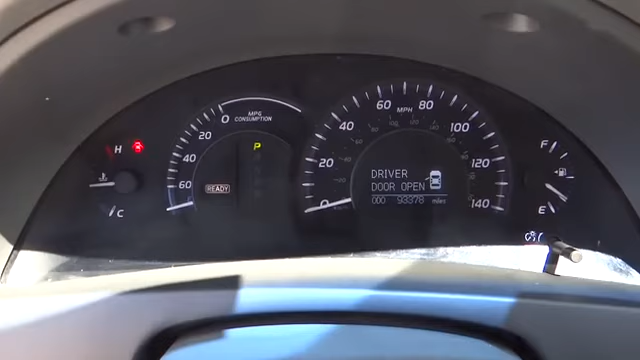 H
C
MPG
CONSUMPTION
0
20
40
60
READY
P
MPH
0
20
40
60
80
100
120
140
DRIVER
DOOR OPEN
000 93378 miles
F
E